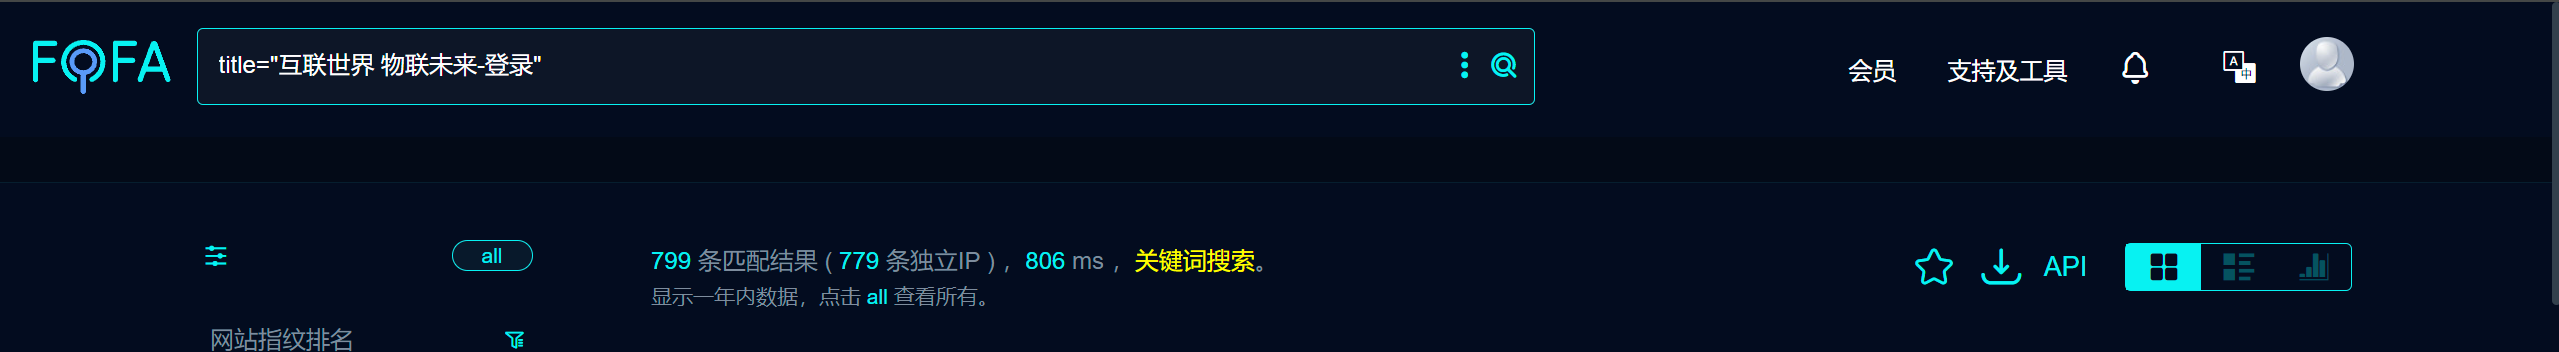 FOFA
title="互联世界 物联未来-登录"
会员
支持及工具
A 中
all
799 条匹配结果 ( 779 条独立IP ) ，806 ms ，关键词搜索。
API
显示一年内数据，点击 all 查看所有。
网站指纹排名